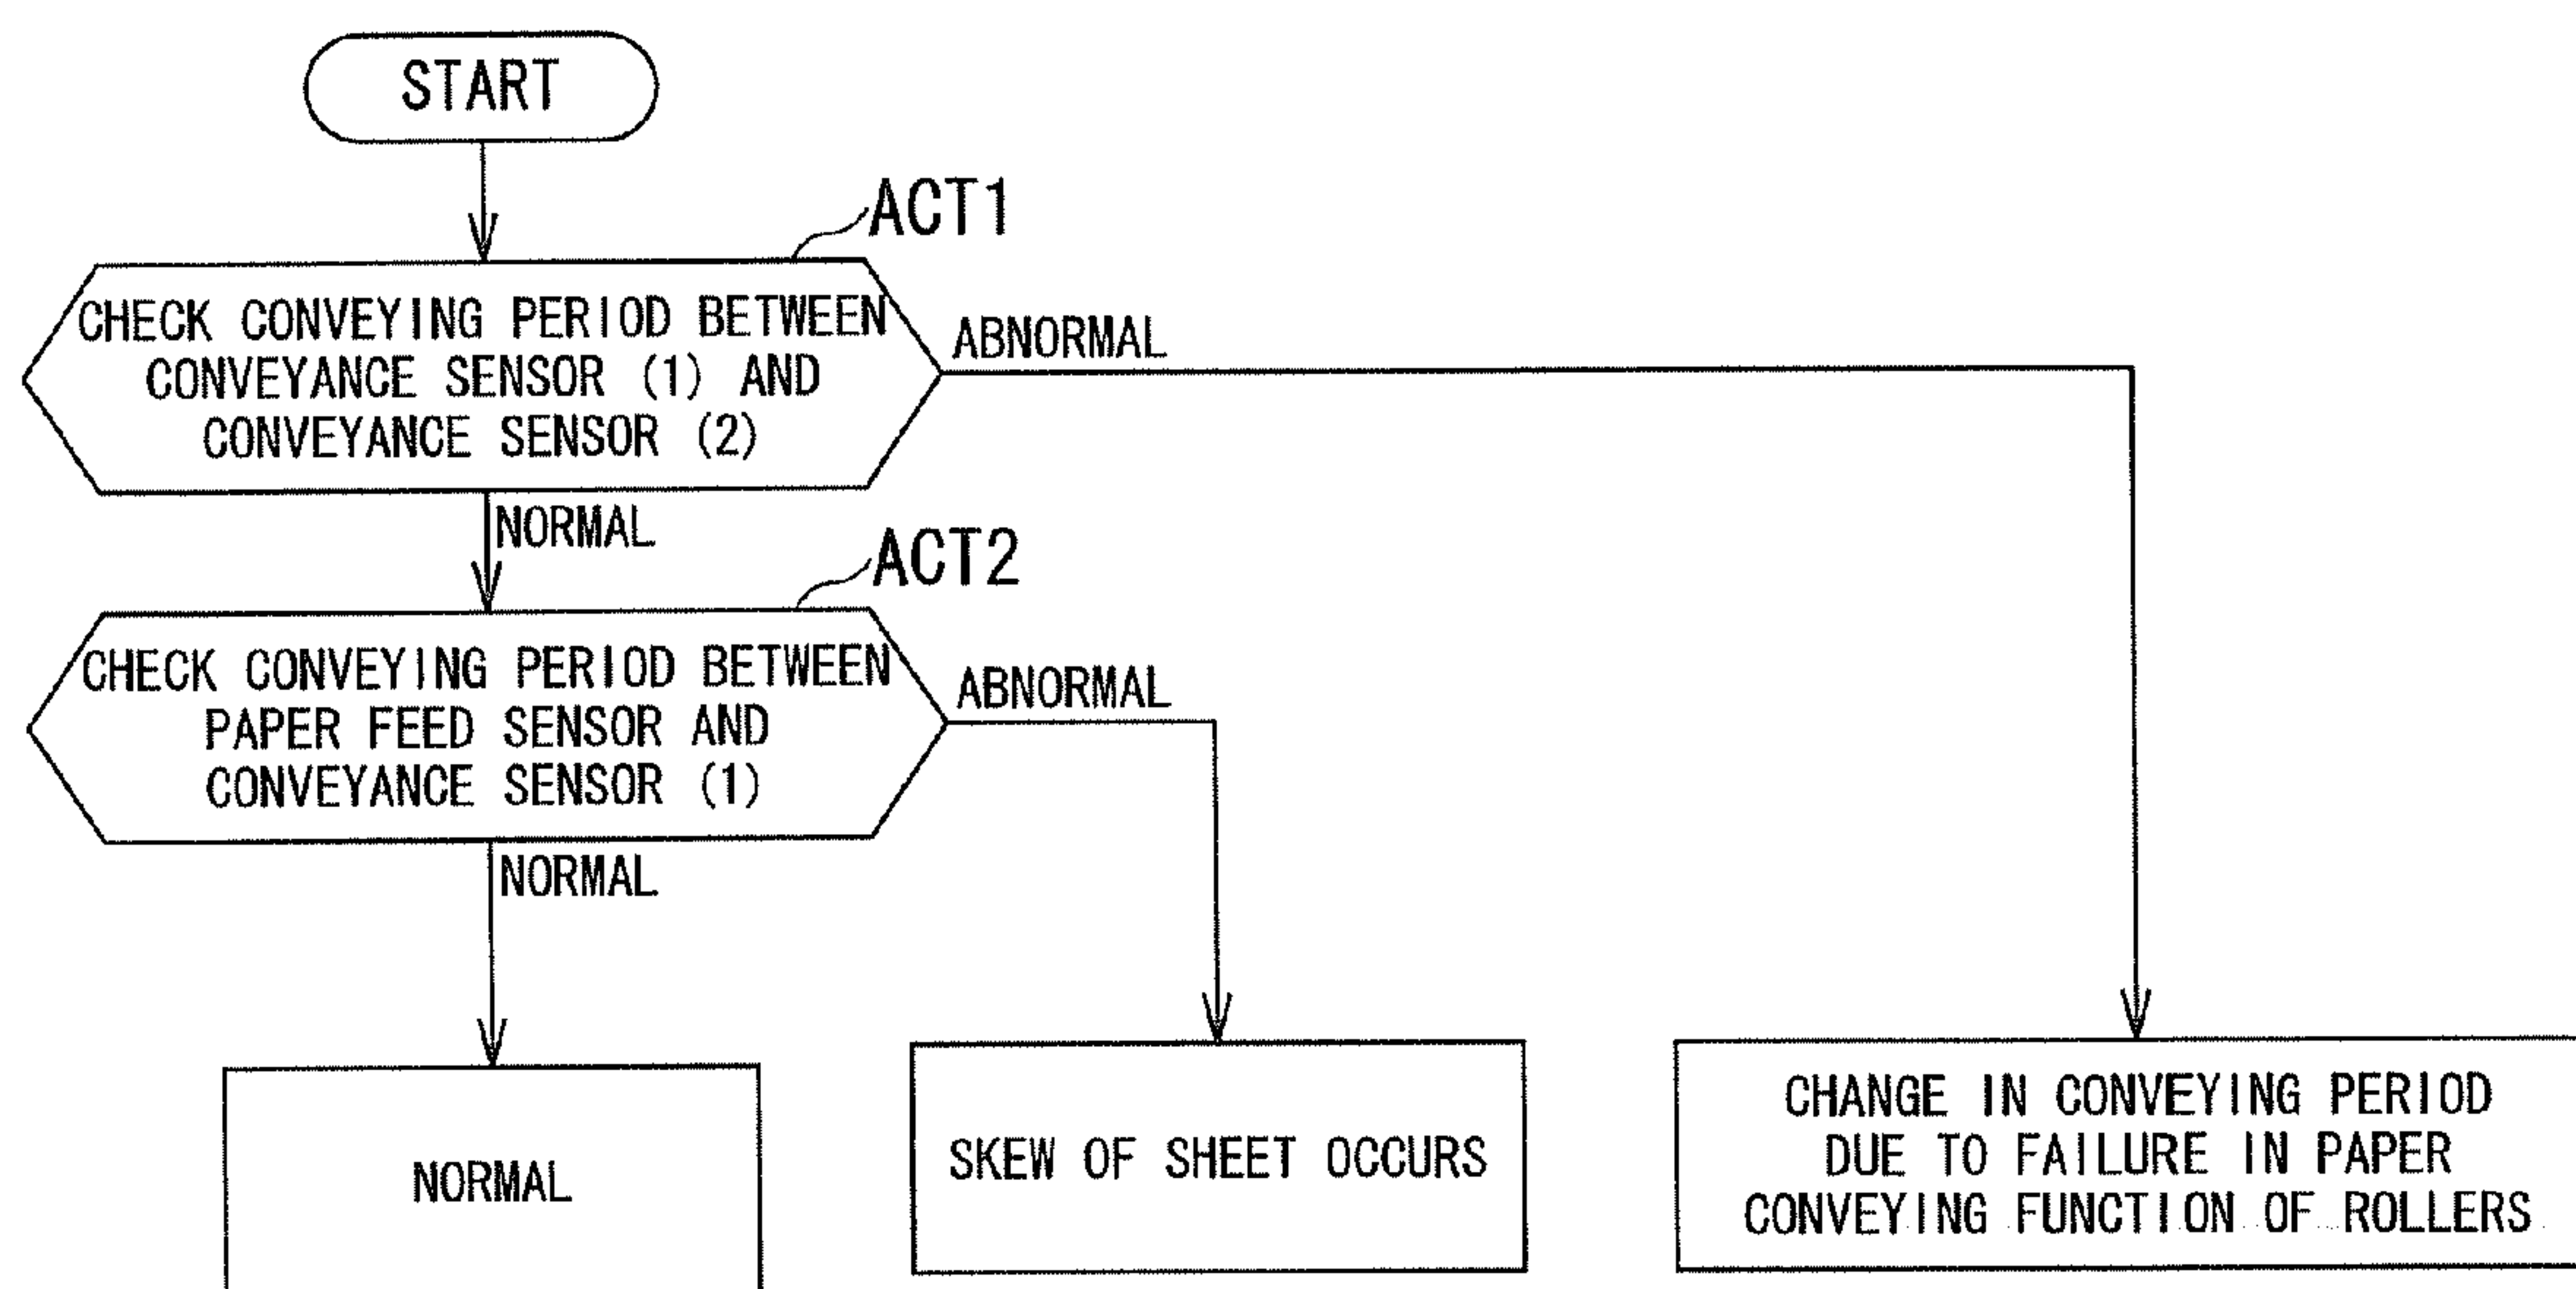 START
ACT1
CHECK CONVEYING PERIOD BETWEEN
CONVEYANCE SENSOR (1) AND
CONVEYANCE SENSOR (2)
ABNORMAL
NORMAL
ACT2
CHECK CONVEYING PERIOD BETWEEN
PAPER FEED SENSOR AND
CONVEYANCE SENSOR (1)
ABNORMAL
NORMAL
NORMAL
SKEW OF SHEET OCCURS
CHANGE IN CONVEYING PERIOD
DUE TO FAILURE IN PAPER
CONVEYING FUNCTION OF ROLLERS